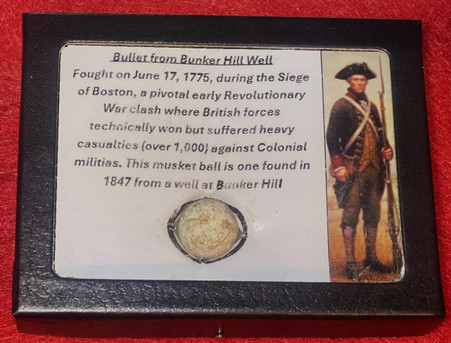 Bullet from Bunker Hill Well
Fought on June 17, 1775, during the Siege
of Boston, a pivotal early Revolutionary
War clash where British forces
technically won but suffered heavy
casualties (over 1,000) against Colonial
militias. This musket ball is one found in
1847 from a well at Bunker Hill